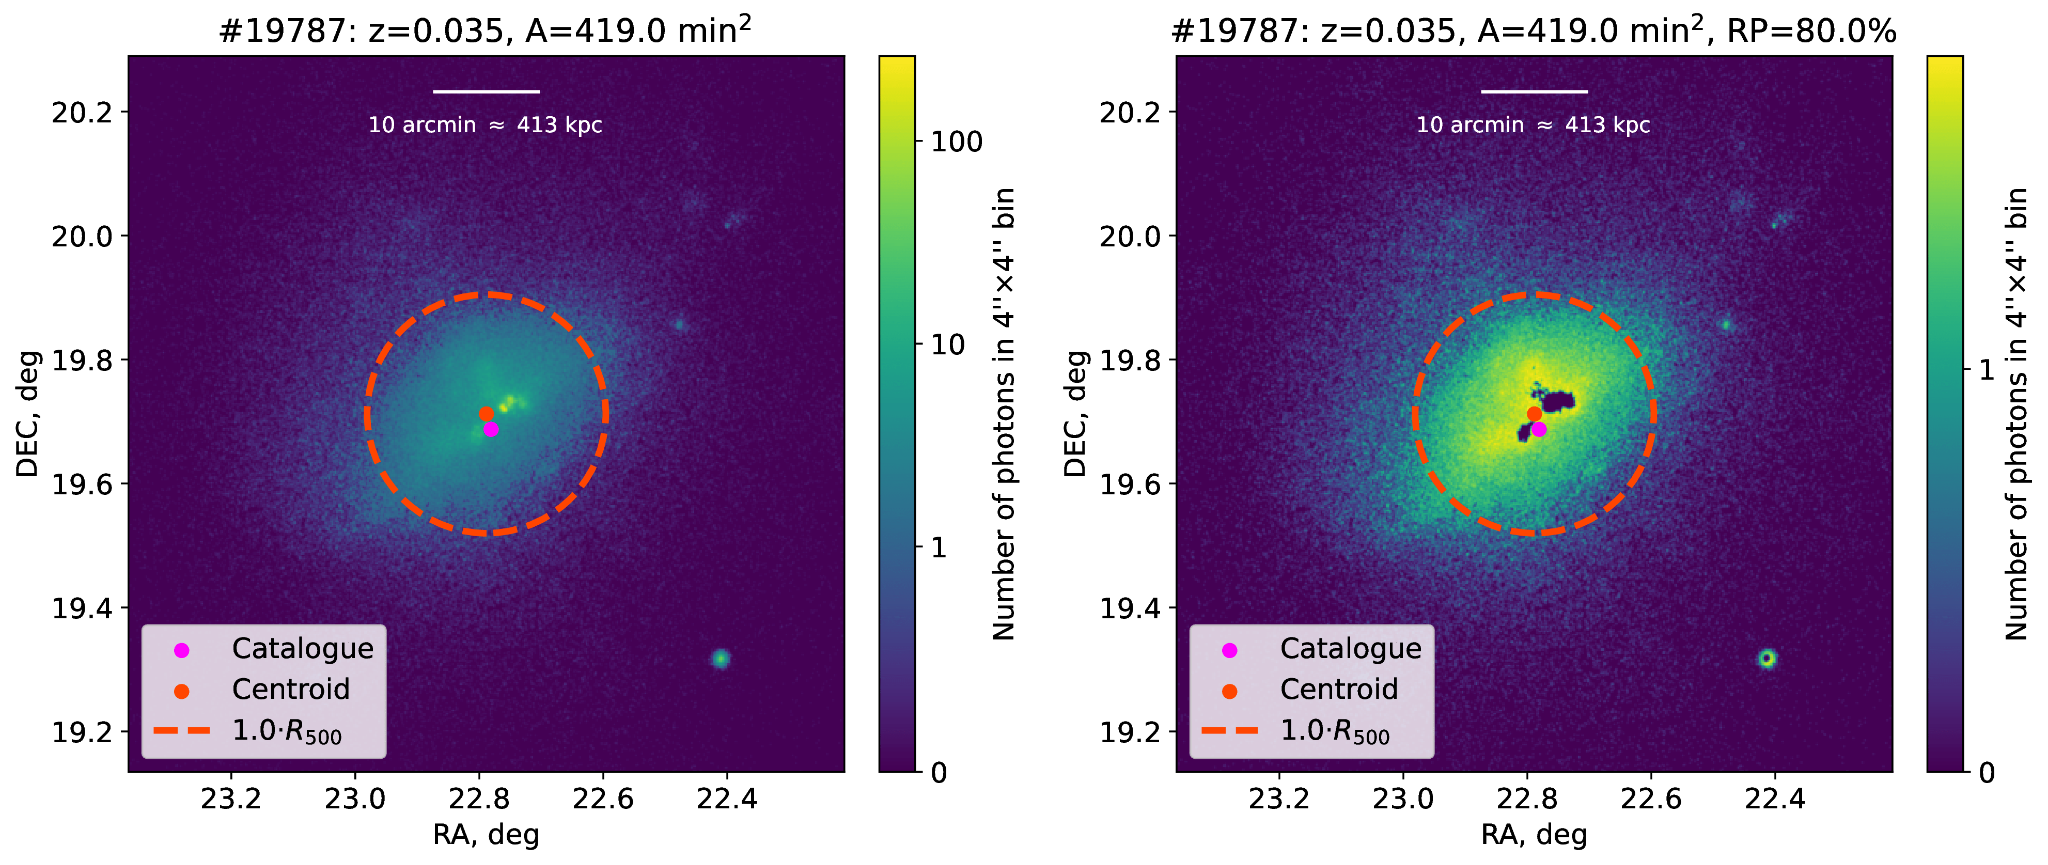 #19787: z=0.035, A=419.0 min²
10 arcmin ≈ 413 kpc
20.2
20.0
19.8
19.6
19.4
19.2
DEC, deg
Catalogue
Centroid
1.0·R₅₀₀
23.2 23.0 22.8 22.6 22.4
RA, deg
100
10
1
0
Number of photons in 4''×4'' bin
#19787: z=0.035, A=419.0 min², RP=80.0%
10 arcmin ≈ 413 kpc
20.2
20.0
19.8
19.6
19.4
19.2
DEC, deg
Catalogue
Centroid
1.0·R₅₀₀
23.2 23.0 22.8 22.6 22.4
RA, deg
1
0
Number of photons in 4''×4'' bin